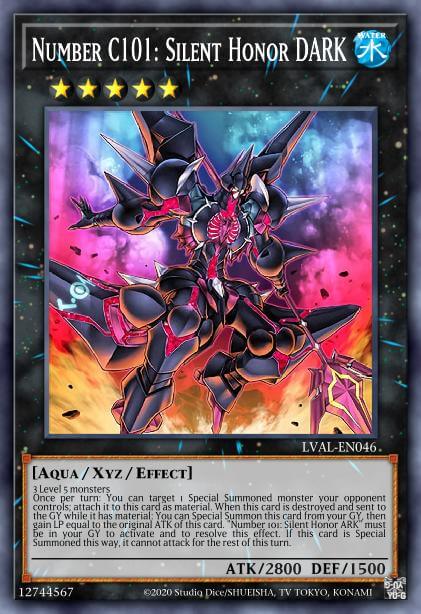 NUMBER C101: SILENT HONOR DARK
WATER
水
LVAL-EN046
[AQUA / XYZ / EFFECT]
3 Level 5 monsters
Once per turn: You can target 1 Special Summoned monster your opponent
controls; attach it to this card as material. When this card is destroyed and sent to
the GY while it has material: You can Special Summon this card from your GY, then
gain LP equal to the original ATK of this card. "Number 101: Silent Honor ARK" must
be in your GY to activate and to resolve this effect. If this card is Special
Summoned this way, it cannot attack for the rest of this turn.
ATK/2800 DEF/1500
12744567 ©2020 Studio Dice/SHUEISHA, TV TOKYO, KONAMI